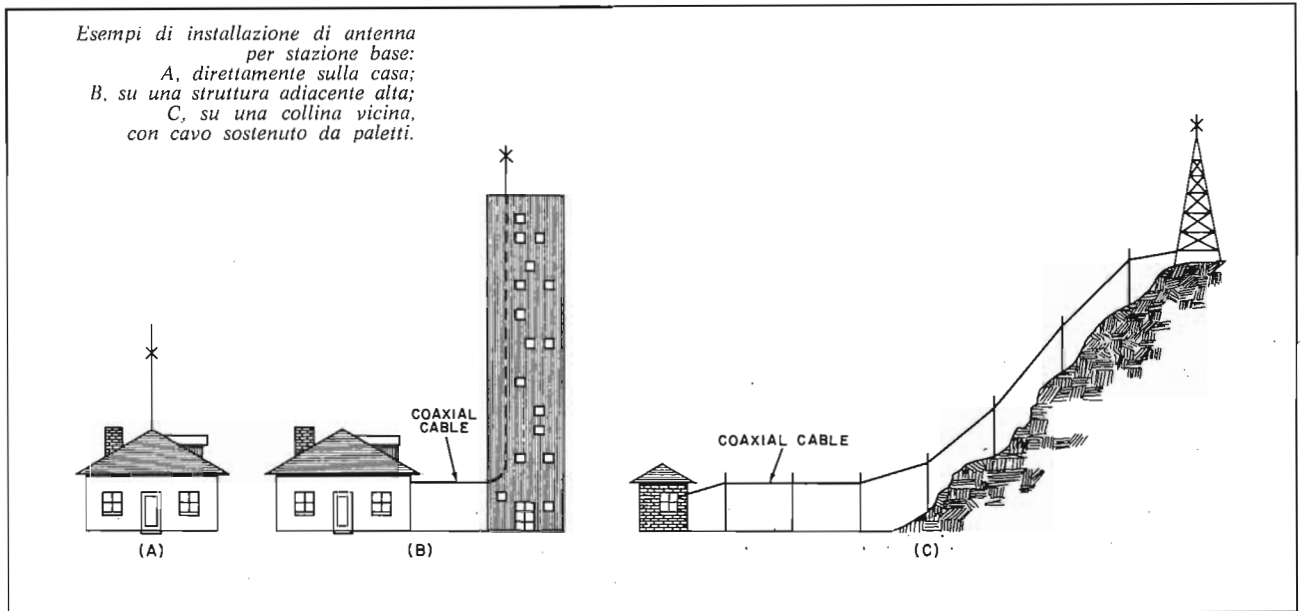 Esempi di installazione di antenna
per stazione base:
A, direttamente sulla casa;
B, su una struttura adiacente alta;
C, su una collina vicina,
con cavo sostenuto da paletti.
COAXIAL
CABLE
COAXIAL CABLE
(A)
(B)
(C)